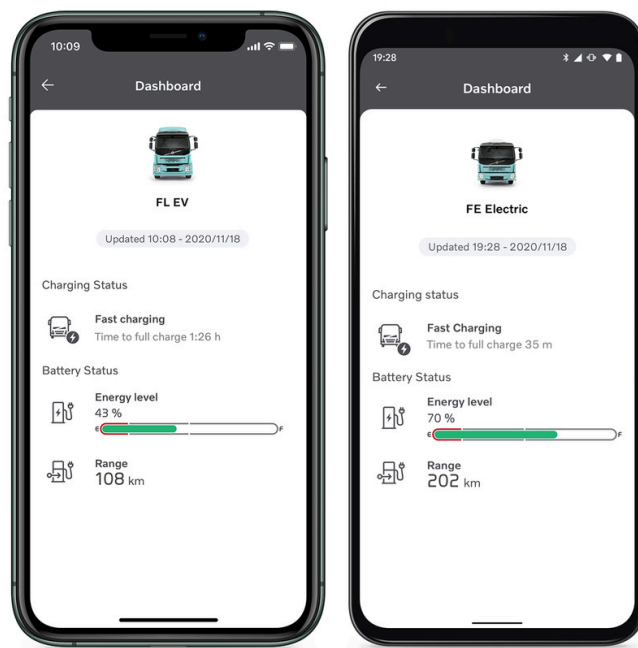 10:09
Dashboard
FL EV
Updated 10:08 - 2020/11/18
Charging Status
Fast charging
Time to full charge 1:26 h
Battery Status
Energy level
43 %
E F
Range
108 km
19:28
Dashboard
FE Electric
Updated 19:28 - 2020/11/18
Charging status
Fast Charging
Time to full charge 35 m
Battery Status
Energy level
70 %
E F
Range
202 km